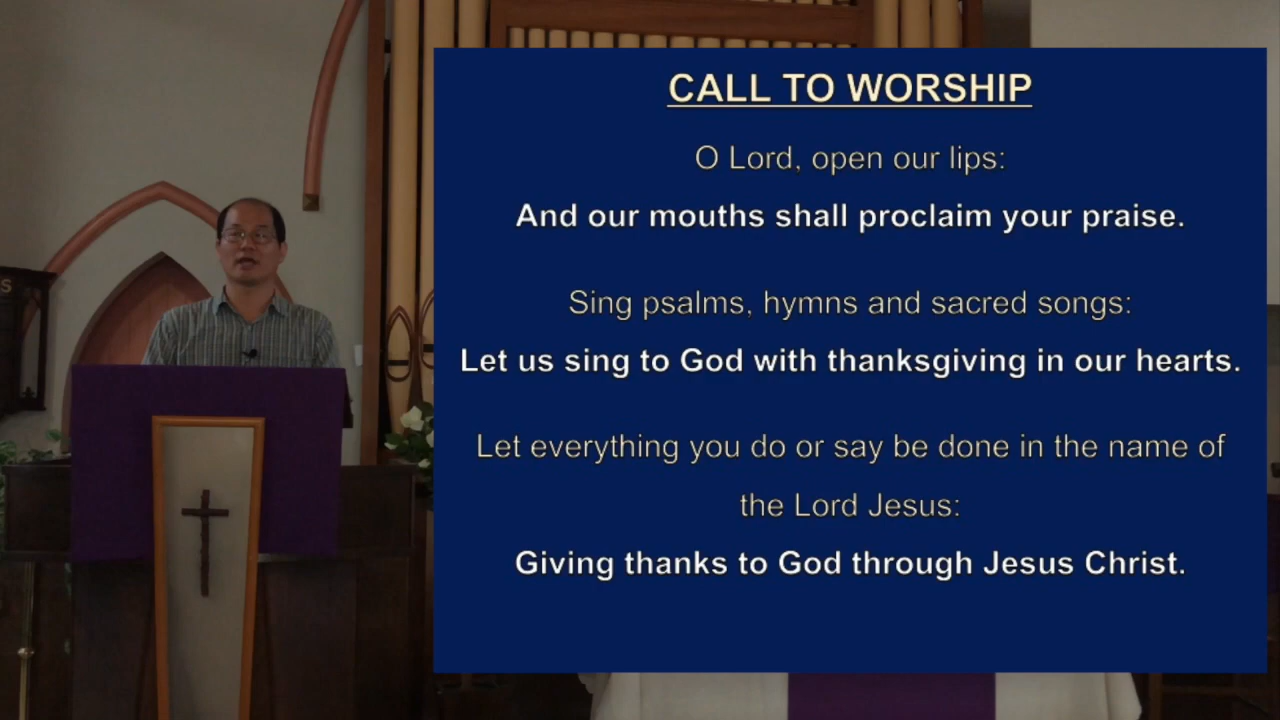 CALL TO WORSHIP
O Lord, open our lips:
And our mouths shall proclaim your praise.
Sing psalms, hymns and sacred songs:
Let us sing to God with thanksgiving in our hearts.
Let everything you do or say be done in the name of
the Lord Jesus:
Giving thanks to God through Jesus Christ.